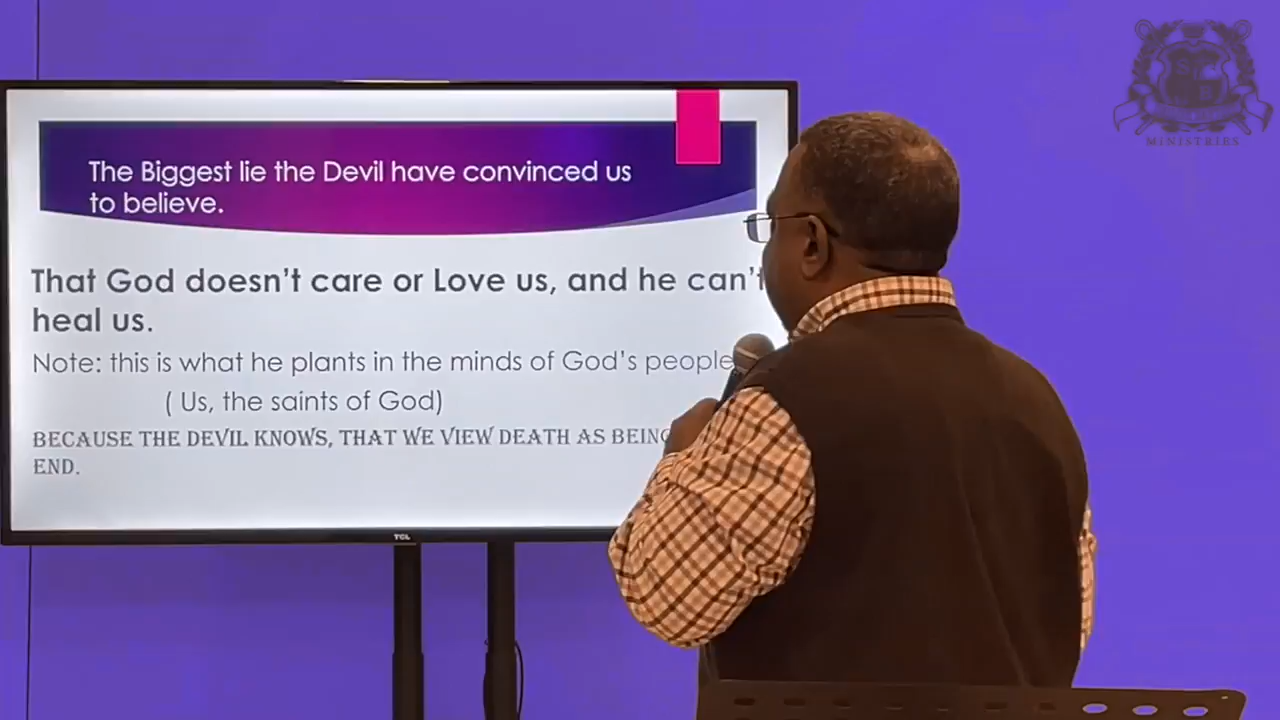 The Biggest lie the Devil have convinced us
to believe.
That God doesn't care or Love us, and he can't
heal us.
Note: this is what he plants in the minds of God's people
( Us, the saints of God)
BECAUSE THE DEVIL KNOWS, THAT WE VIEW DEATH AS BEING
END.
TCL
MINISTRIES